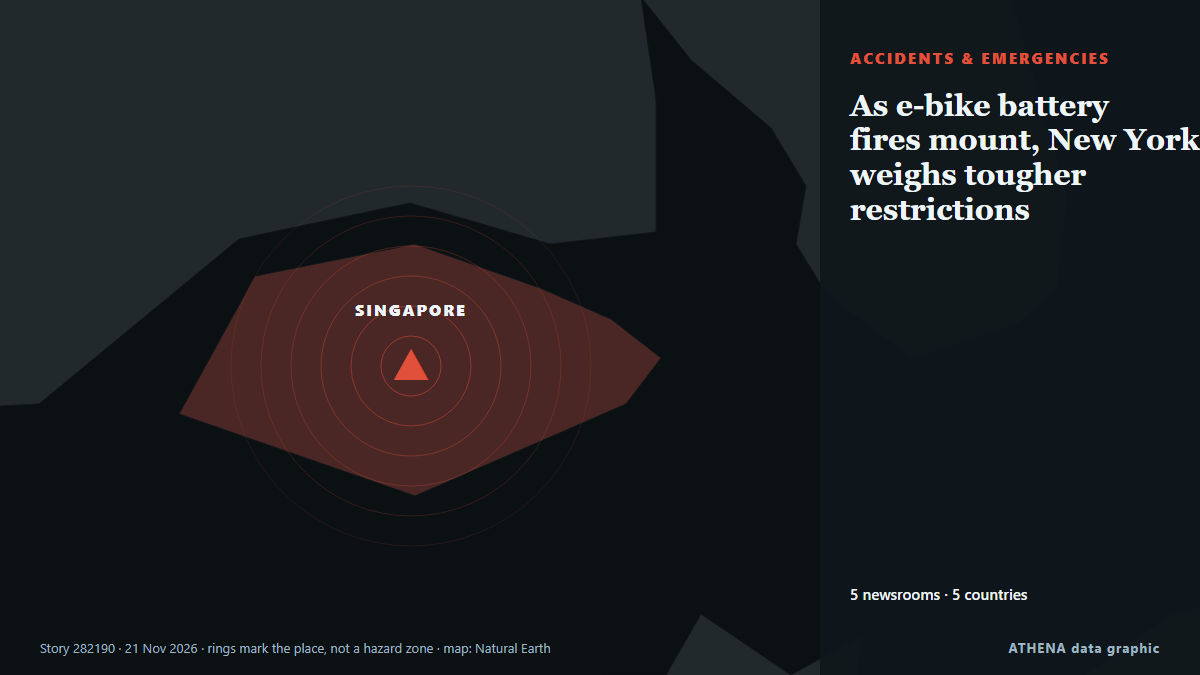 ACCIDENTS & EMERGENCIES
As e-bike battery
fires mount, New York
weighs tougher
restrictions
SINGAPORE
5 newsrooms · 5 countries
Story 282190 · 21 Nov 2026 · rings mark the place, not a hazard zone · map: Natural Earth
ATHENA data graphic